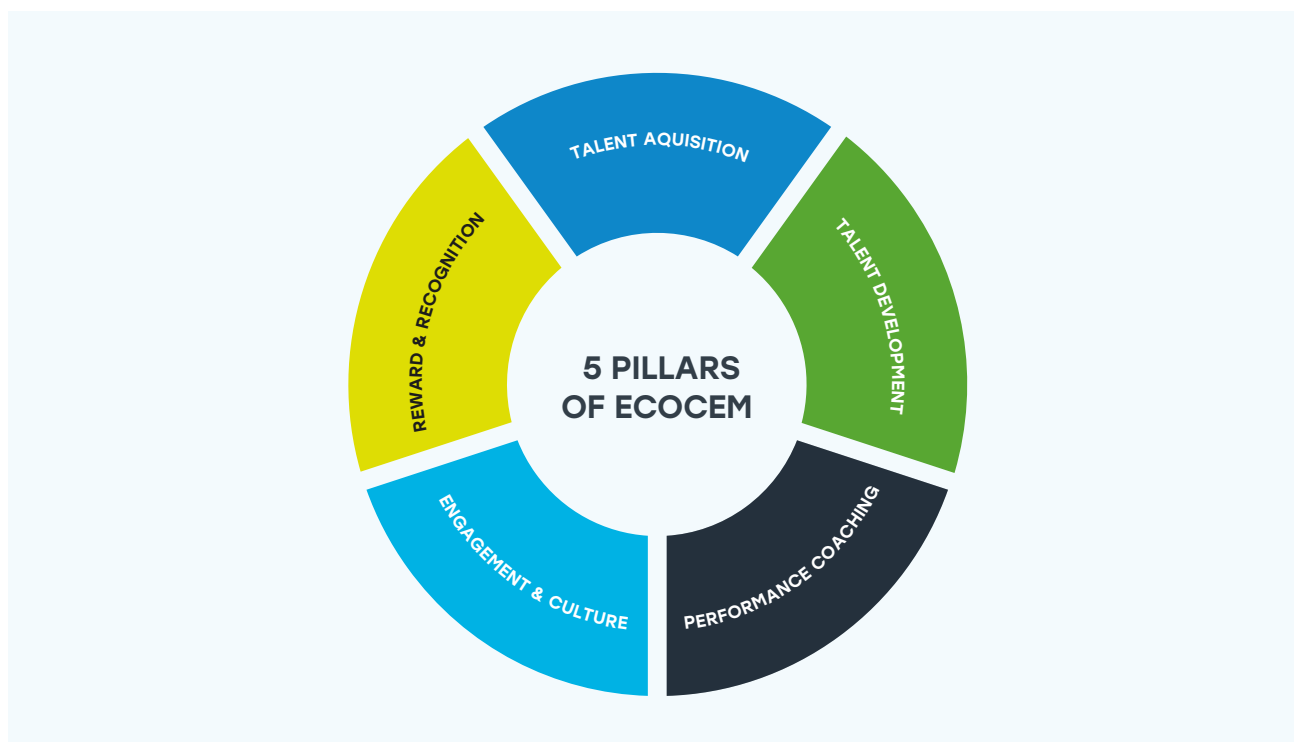 TALENT AQUISITION
TALENT DEVELOPMENT
PERFORMANCE COACHING
ENGAGEMENT & CULTURE
REWARD & RECOGNITION
5 PILLARS
OF ECOCEM